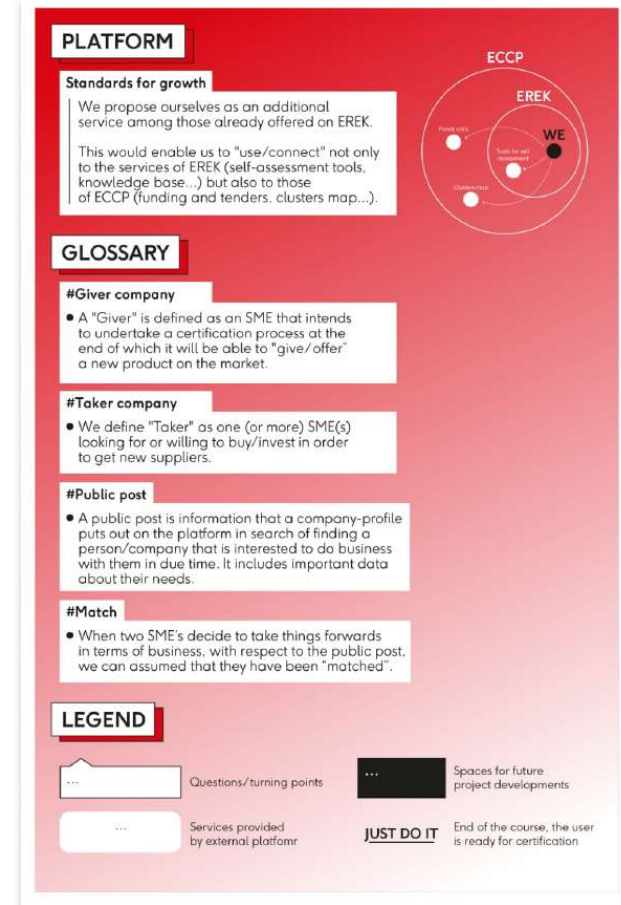 PLATFORM
Standards for growth
We propose ourselves as an additional
service among those already offered on EREK.
This would enable us to "use/connect" not only
to the services of EREK (self-assessment tools,
knowledge base...) but also to those
of ECCP (funding and tenders, clusters map...).
ECCP
EREK
WE
Tools for self
assessment
Clusters map
GLOSSARY
#Giver company
• A "Giver" is defined as an SME that intends
to undertake a certification process at the
end of which it will be able to "give/offer"
a new product on the market.
#Taker company
• We define "Taker" as one (or more) SME(s)
looking for or willing to buy/invest in order
to get new suppliers.
#Public post
• A public post is information that a company-profile
puts out on the platform in search of finding a
person/company that is interested to do business
with them in due time. It includes important data
about their needs.
#Match
• When two SME's decide to take things forwards
in terms of business, with respect to the public post,
we can assumed that they have been "matched".
LEGEND
...
Questions/turning points
...
Spaces for future
project developments
...
Services provided
by external platfomr
JUST DO IT
End of the course, the user
is ready for certification